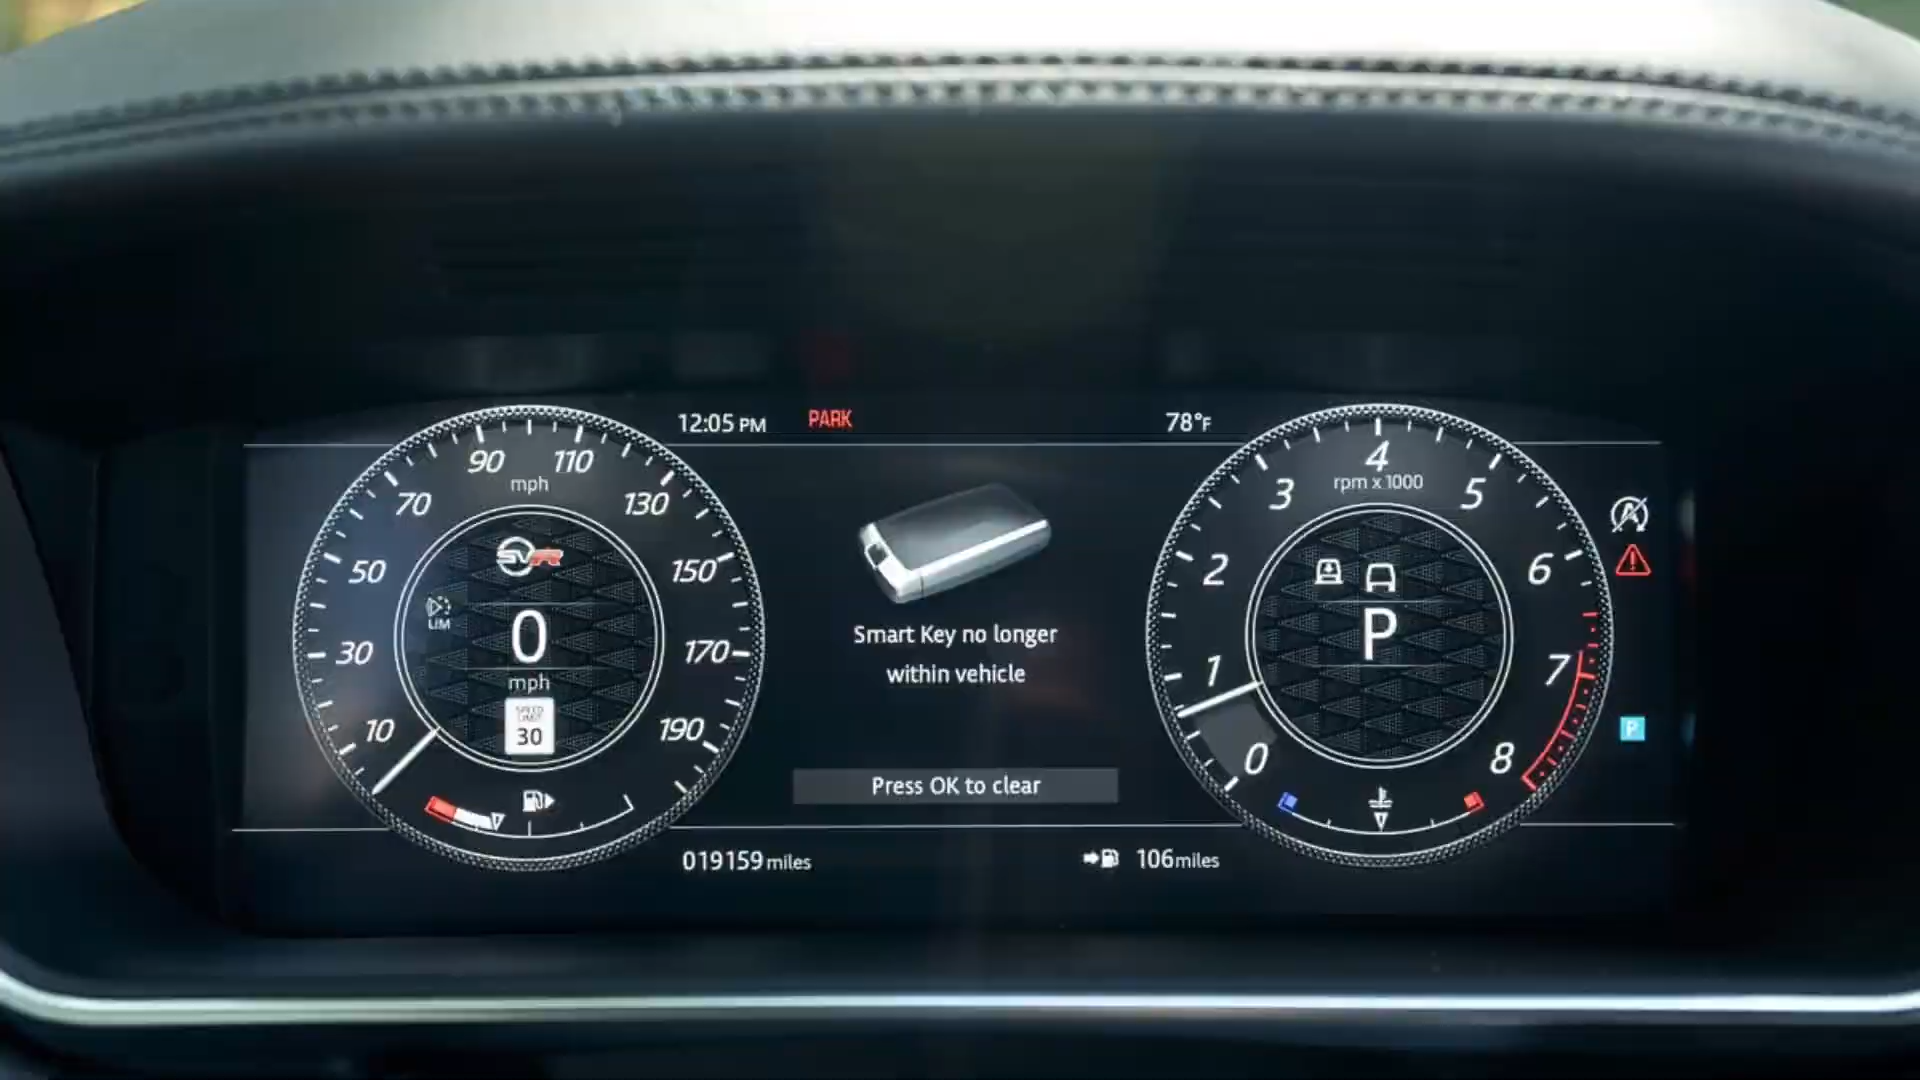 12:05 PM
PARK
78°F
10
30
50
70
90
110
130
150
170
190
mph
SVR
LIM
0
mph
SPEED
LIMIT
30
Smart Key no longer
within vehicle
Press OK to clear
0
1
2
3
4
5
6
7
8
rpm x 1000
A
P
P
019159 miles
106 miles